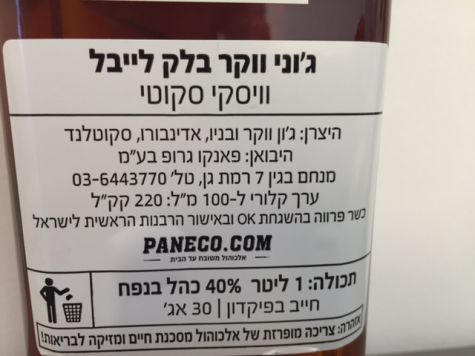 ג'וני ווקר בלק לייבל
וויסקי סקוטי
היצרן: ג'ון ווקר ובניו, אדינבורו, סקוטלנד
היבואן: פאנקו גרופ בע"מ
מנחם בגין 7 רמת גן, טל' 03-6443770
ערך קלורי ל-100 מ"ל: 220 קק"ל
כשר פרווה בהשגחת OK ובאישור הרבנות הראשית לישראל
PANECO.COM
אלכוהול משובח עד הבית
תכולה: 1 ליטר 40% כהל בנפח
חייב בפיקדון | 30 אג'
אזהרה: צריכה מופרזת של אלכוהול מסכנת חיים ומזיקה לבריאות!